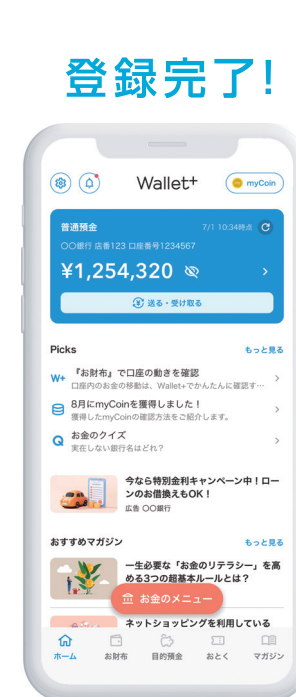 登録完了!
Wallet+
myCoin
普通預金
7/1 10:34時点
〇〇銀行 店番123 口座番号1234567
¥1,254,320
送る・受け取る
Picks
もっと見る
W+
『お財布』で口座の動きを確認
口座内のお金の移動は、Wallet+でかんたんに確認す…
8月にmyCoinを獲得しました！
獲得したmyCoinの確認方法をご紹介します。
Q
お金のクイズ
実在しない銀行名はどれ？
今なら特別金利キャンペーン中！ロー
ンのお借換えもOK！
広告 〇〇銀行
おすすめマガジン
もっと見る
一生必要な「お金のリテラシー」を高
める3つの超基本ルールとは？
お金のメニュー
ネットショッピングを利用している
ホーム
お財布
目的預金
おとく
マガジン